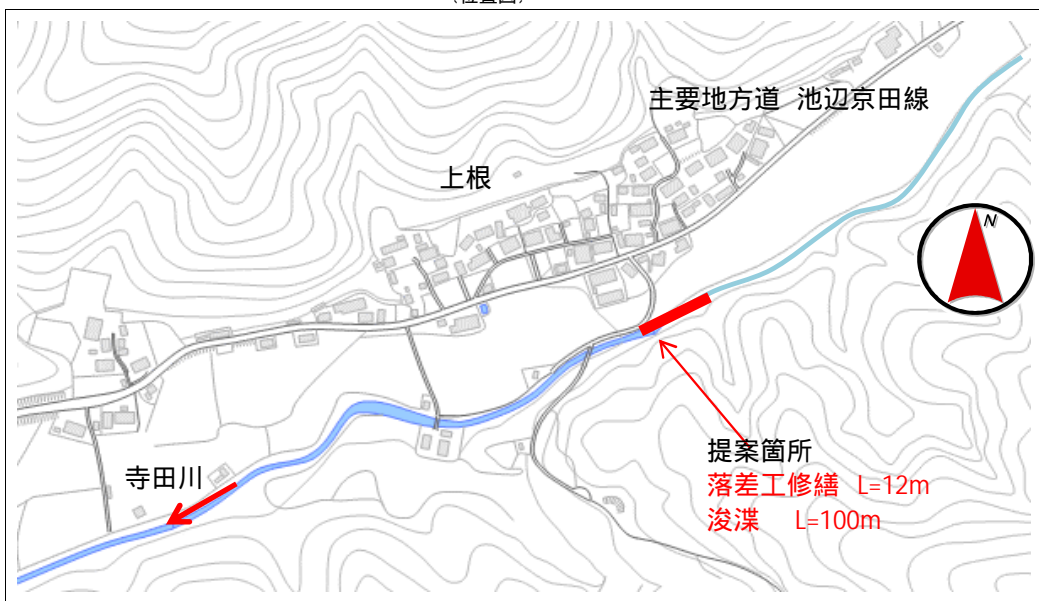 主要地方道 池辺京田線
上根
N
提案箇所
落差工修繕 L=12m
寺田川
浚渫 L=100m